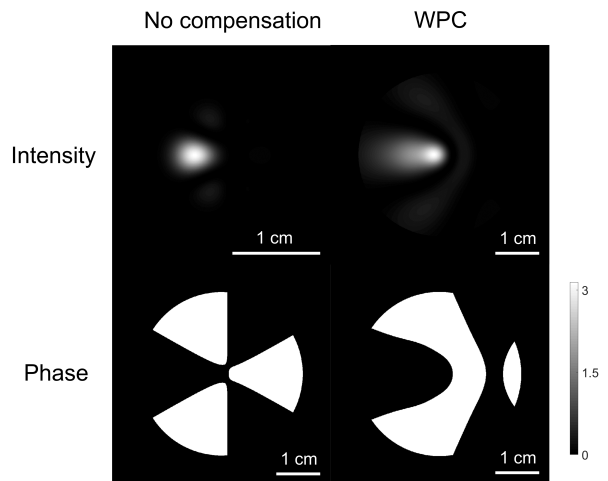 No compensation
WPC
Intensity
1 cm
1 cm
Phase
1 cm
1 cm
3
1.5
0